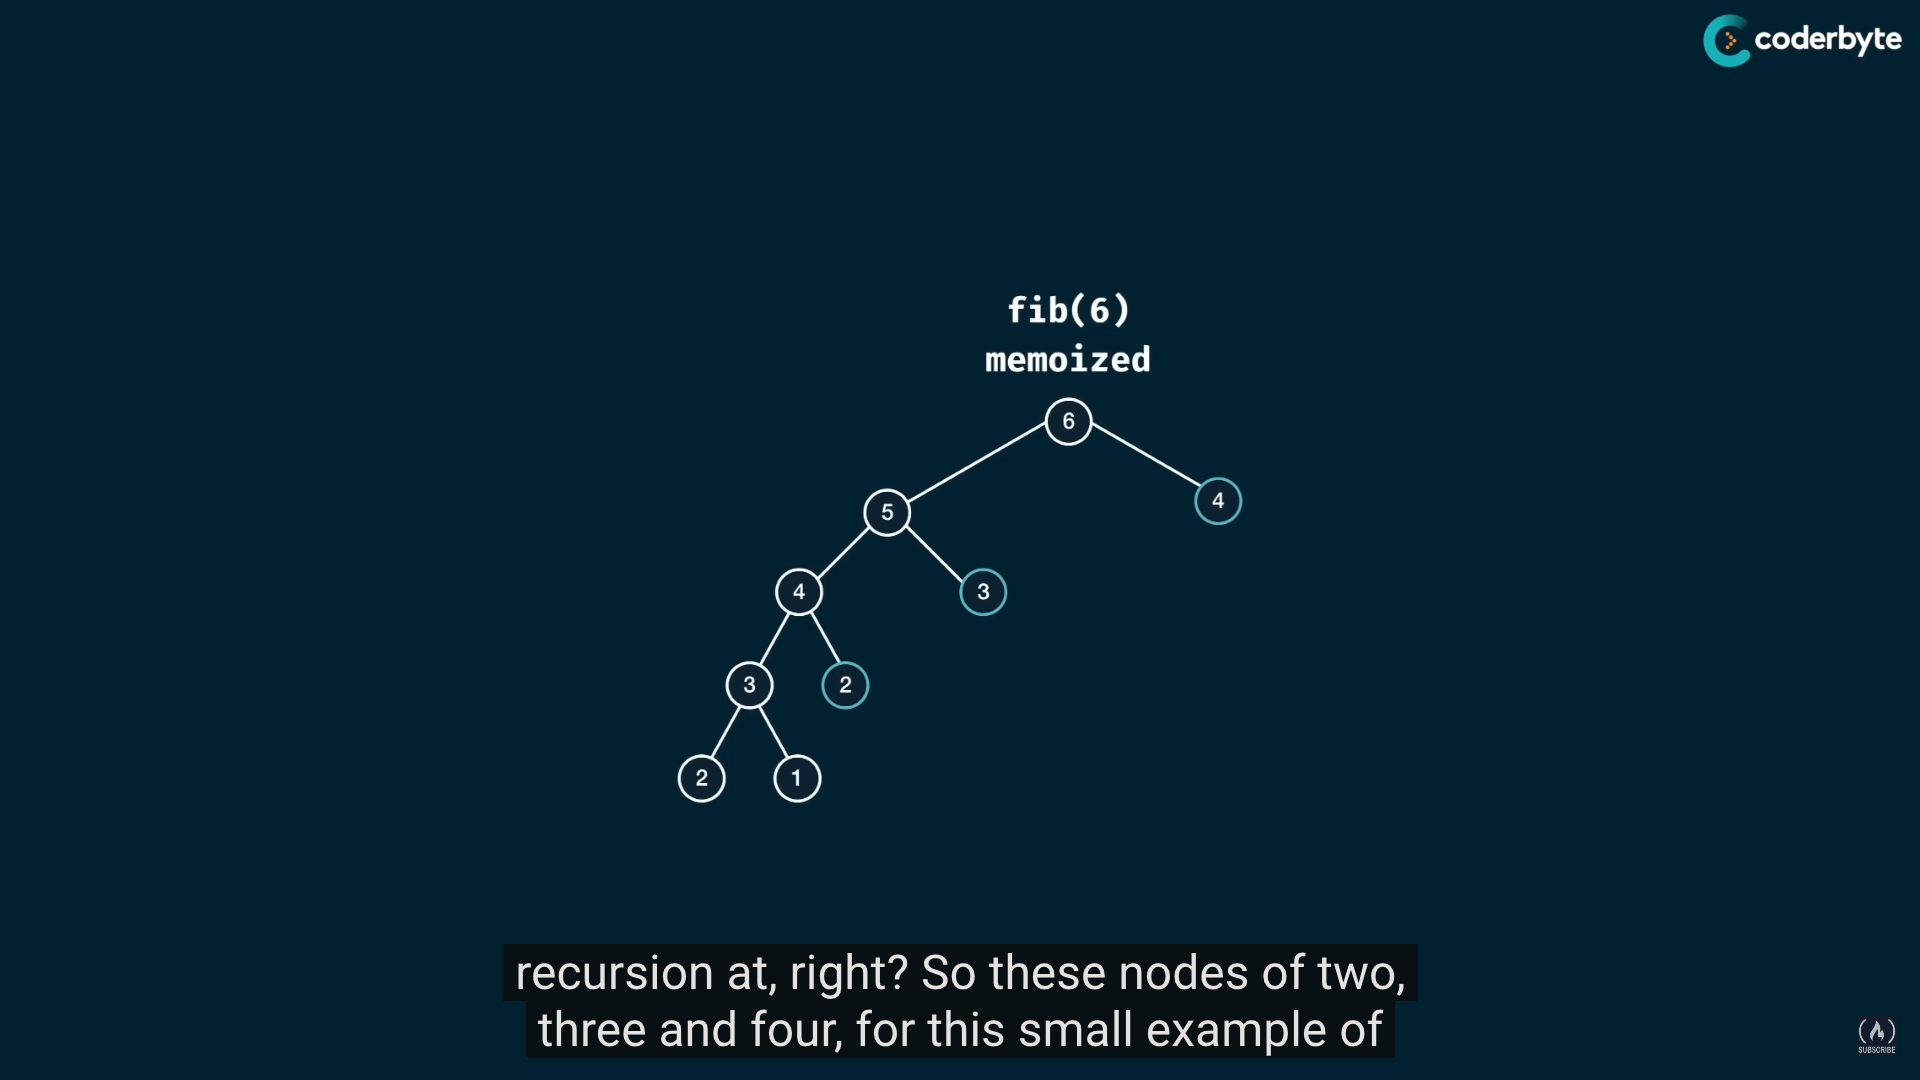 coderbyte
fib(6)
memoized
6
5
4
4
3
3
2
2
1
recursion at, right? So these nodes of two,
three and four, for this small example of
SUBSCRIBE